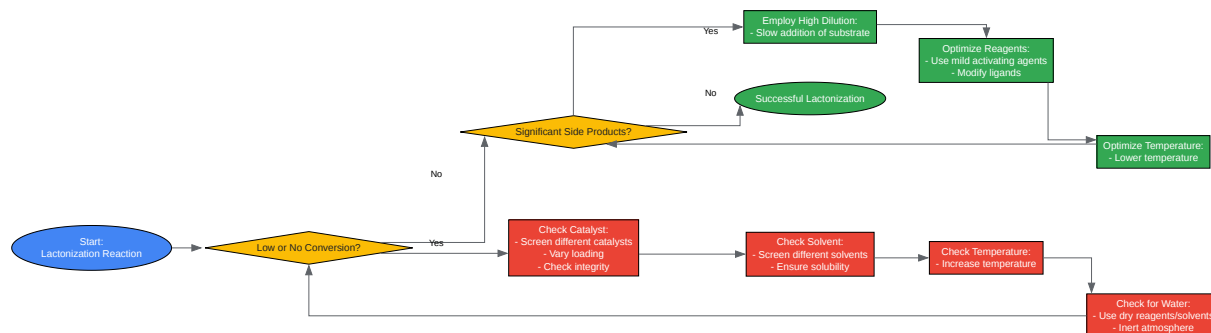 Employ High Dilution:
- Slow addition of substrate
Yes
Optimize Reagents:
- Use mild activating agents
- Modify ligands
No
Successful Lactonization
Significant Side Products?
Optimize Temperature:
- Lower temperature
No
Start:
Lactonization Reaction
Low or No Conversion?
Yes
Check Catalyst:
- Screen different catalysts
- Vary loading
- Check integrity
Check Solvent:
- Screen different solvents
- Ensure solubility
Check Temperature:
- Increase temperature
Check for Water:
- Use dry reagents/solvents
- Inert atmosphere